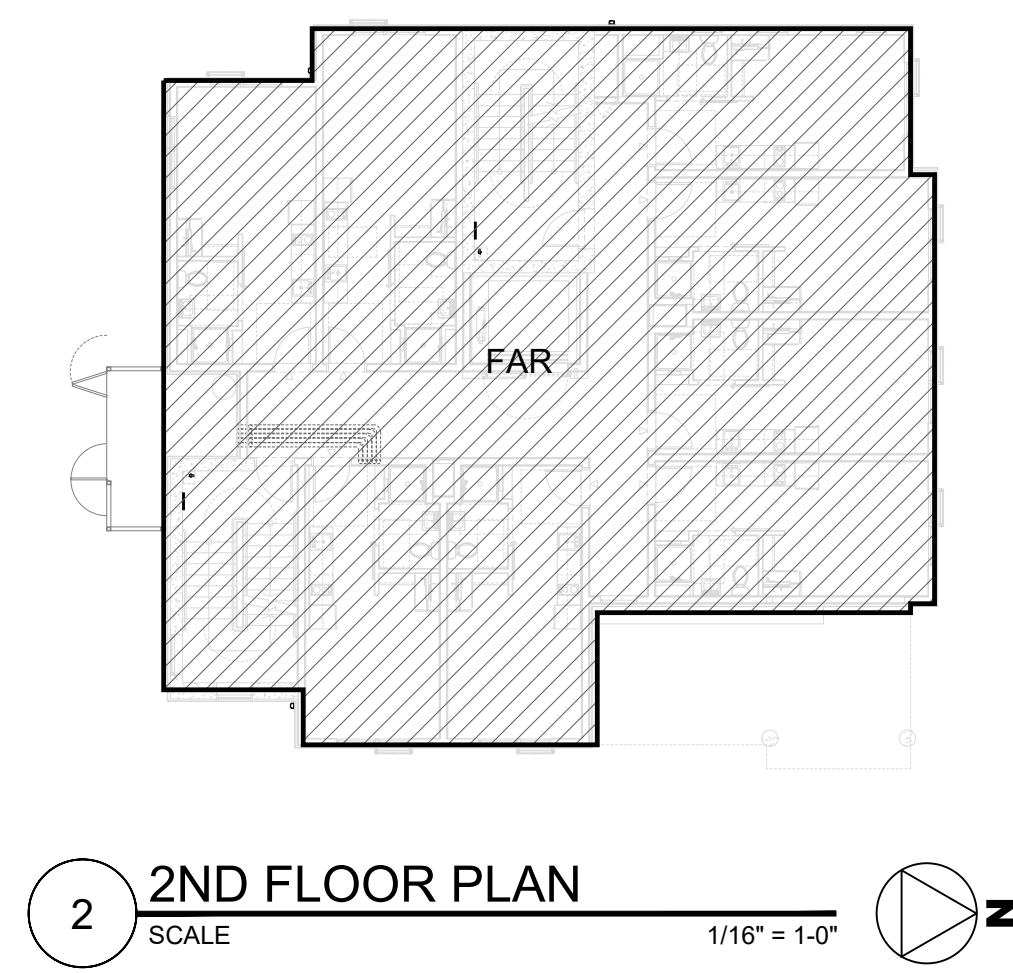 FAR
2
2ND FLOOR PLAN
SCALE 1/16" = 1-0"
N